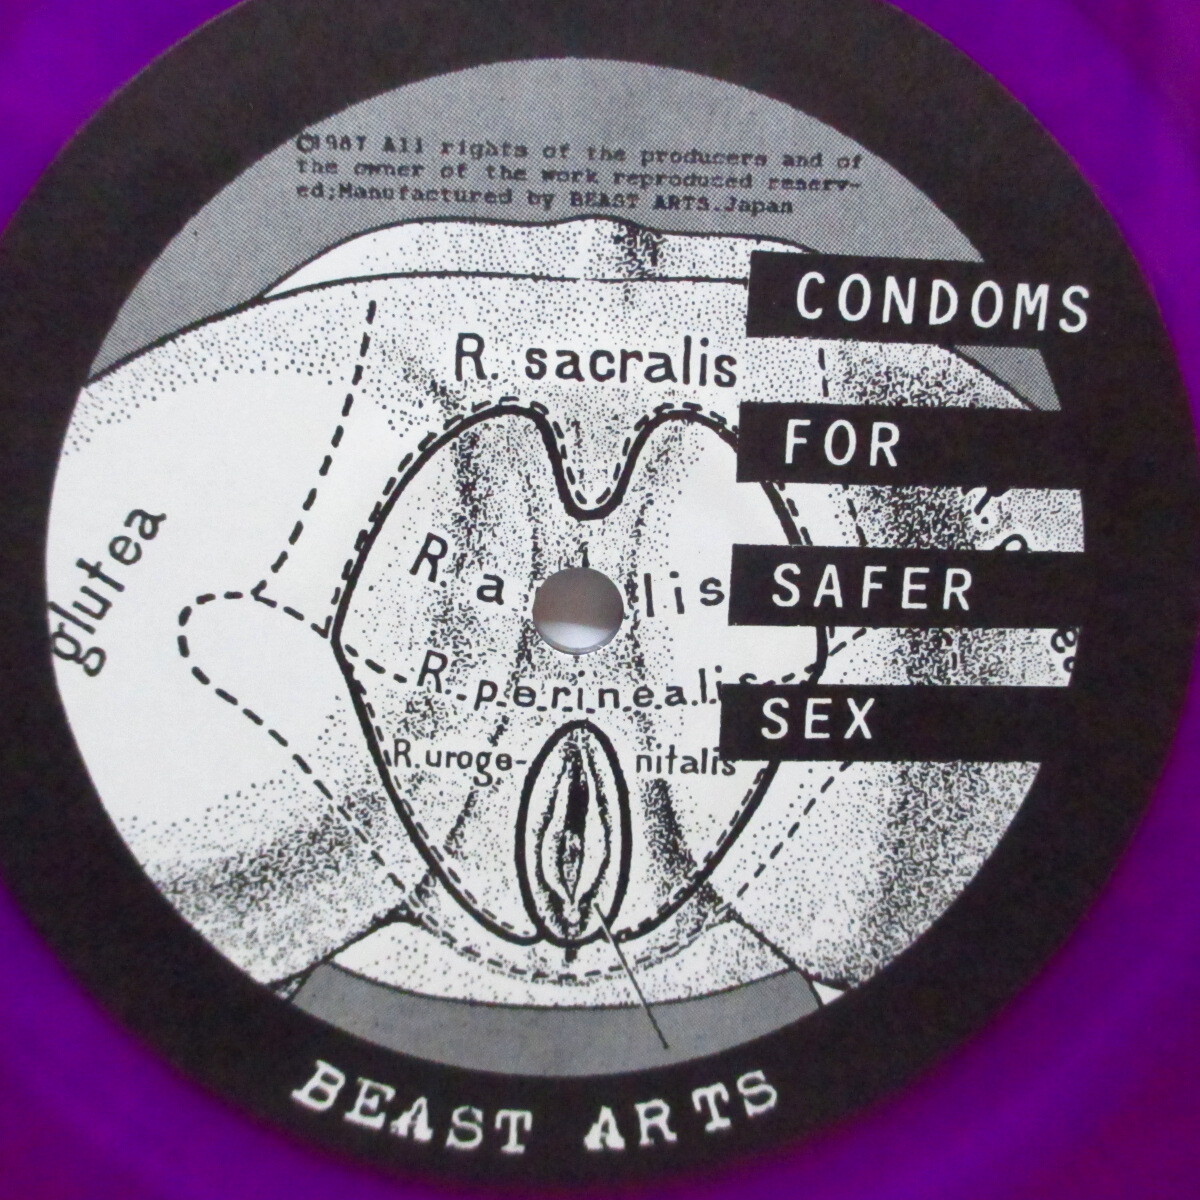 ©1987 All rights of the producers and of
the owner of the work reproduced reserv-
ed;Manufactured by BEAST ARTS.Japan
CONDOMS
R. sacralis
FOR
glutea
R. a lis
SAFER
R. perinealis
SEX
R. uroge- nitalis
BEAST ARTS